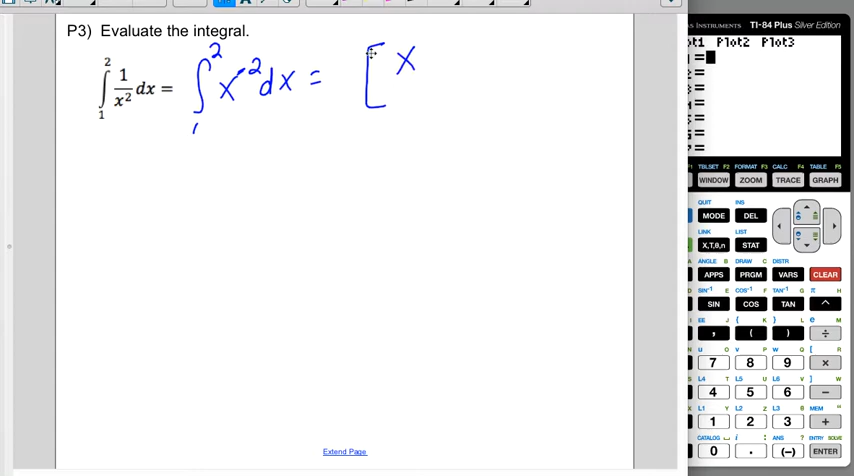 P3) Evaluate the integral.
∫₁² 1/x² dx = ∫₁² x⁻² dx = [ x
Extend Page
INSTRUMENTS TI-84 Plus Silver Edition
Plot2 Plot3
TBLSET F2 FORMAT F3 CALC F4 TABLE F5
WINDOW ZOOM TRACE GRAPH
QUIT INS
MODE DEL
LINK LIST
X,T,θ,n STAT
ANGLE B DRAW C DISTR
APPS PRGM VARS CLEAR
SIN⁻¹ E COS⁻¹ F TAN⁻¹ G π H
SIN COS TAN ^
EE J { K } L e M
, ( ) ÷
u O v P w Q [ R
7 8 9 ×
L4 T L5 U L6 V ] W
4 5 6 −
L1 Y L2 Z L3 θ MEM "
1 2 3 +
CATALOG i : ANS ? ENTRY SOLVE
0 . (−) ENTER